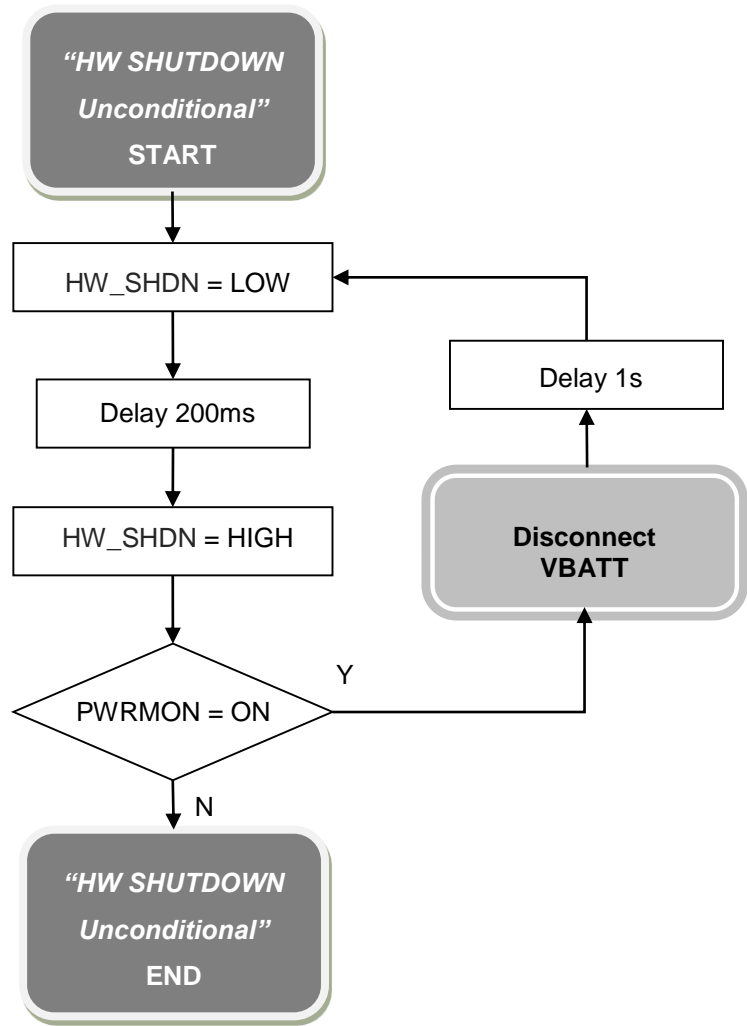 “HW SHUTDOWN
Unconditional”
START
HW_SHDN = LOW
Delay 200ms
HW_SHDN = HIGH
PWRMON = ON
Y
Disconnect
VBATT
Delay 1s
N
“HW SHUTDOWN
Unconditional”
END